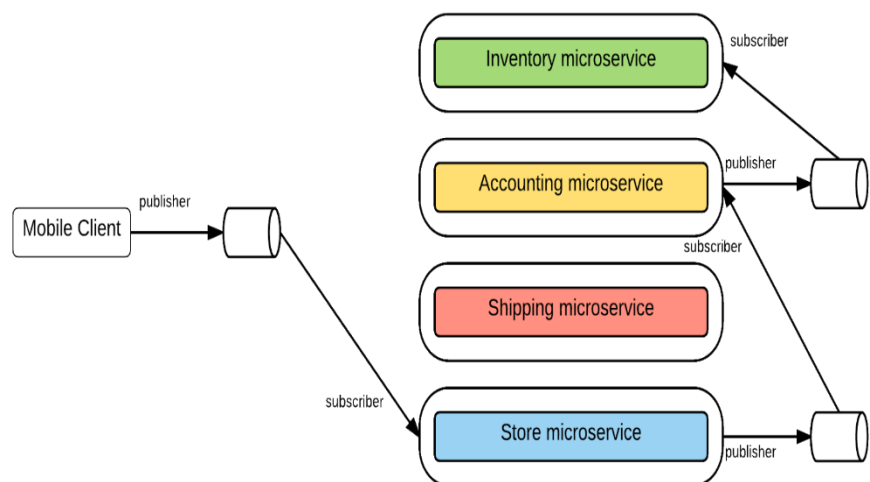 subscriber
Inventory microservice
publisher
Accounting microservice
publisher
Mobile Client
subscriber
Shipping microservice
subscriber
Store microservice
publisher